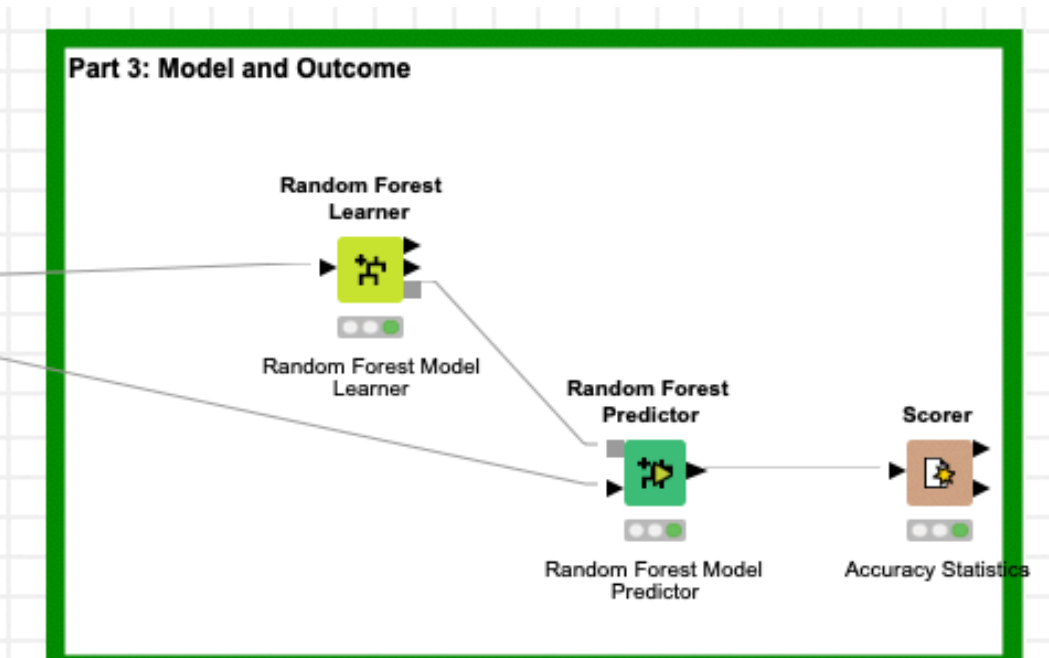 Part 3: Model and Outcome
Random Forest
Learner
Random Forest Model
Learner
Random Forest
Predictor
Random Forest Model
Predictor
Scorer
Accuracy Statistics